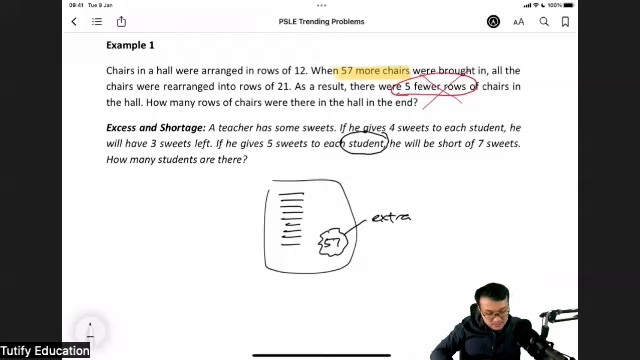 09:41 Tue 9 Jan
100%
PSLE Trending Problems
AA
Example 1
Chairs in a hall were arranged in rows of 12. When 57 more chairs were brought in, all the
chairs were rearranged into rows of 21. As a result, there were 5 fewer rows of chairs in
the hall. How many rows of chairs were there in the hall in the end?
Excess and Shortage: A teacher has some sweets. If he gives 4 sweets to each student, he
will have 3 sweets left. If he gives 5 sweets to each student, he will be short of 7 sweets.
How many students are there?
extra
57
Tutify Education